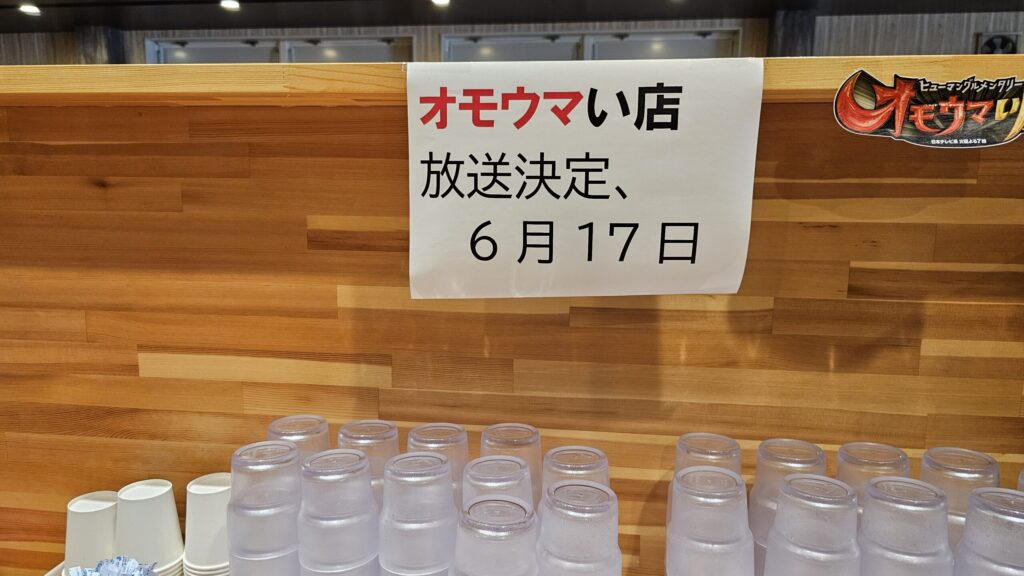 オモウマい店
放送決定、
６月17日
ヒューマングルメンタリー
オモウマい